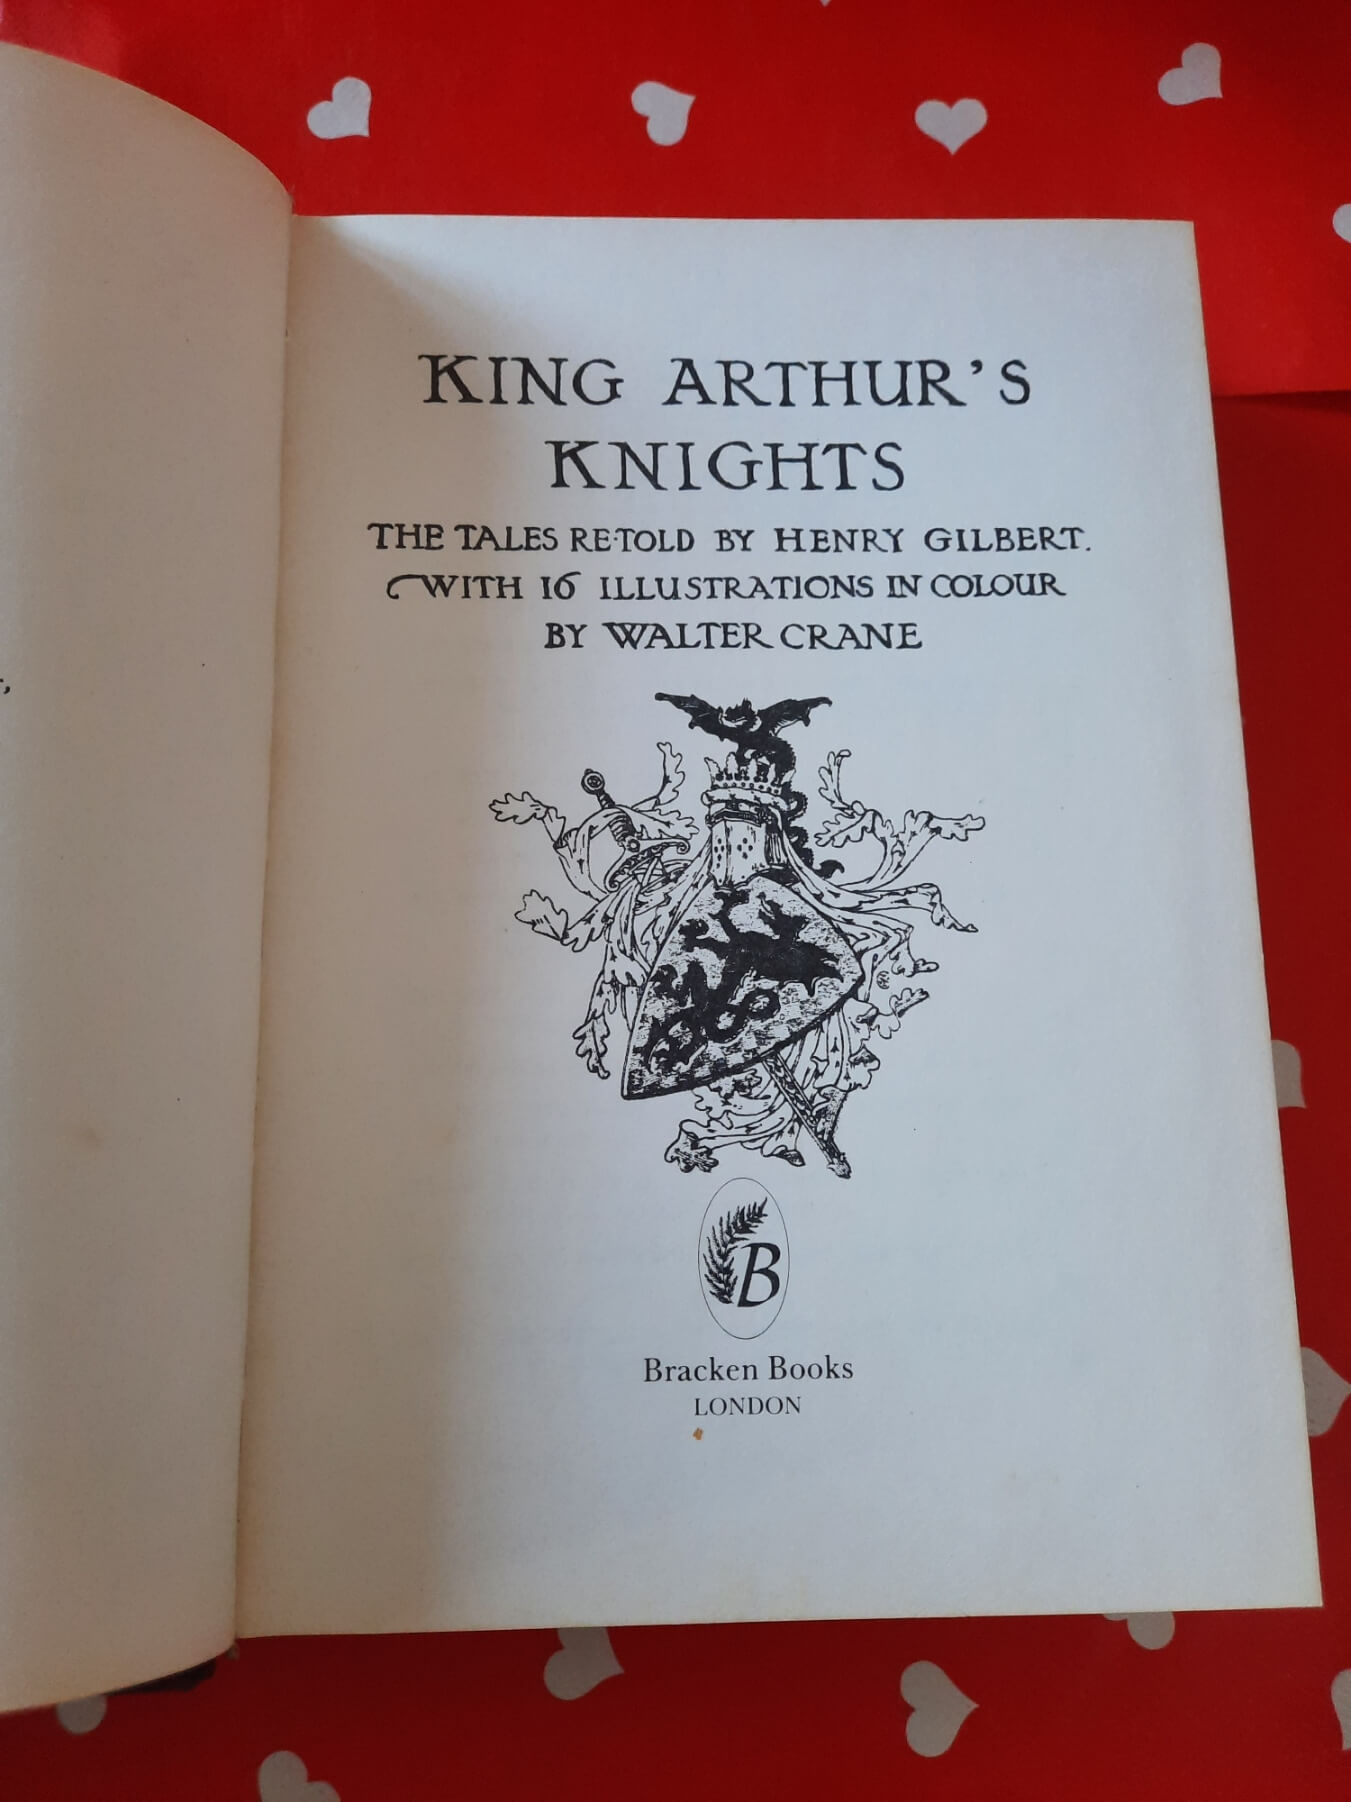 KING ARTHUR'S
KNIGHTS
THE TALES RE·TOLD BY HENRY GILBERT.
WITH 16 ILLUSTRATIONS IN COLOUR
BY WALTER CRANE
B
Bracken Books
LONDON